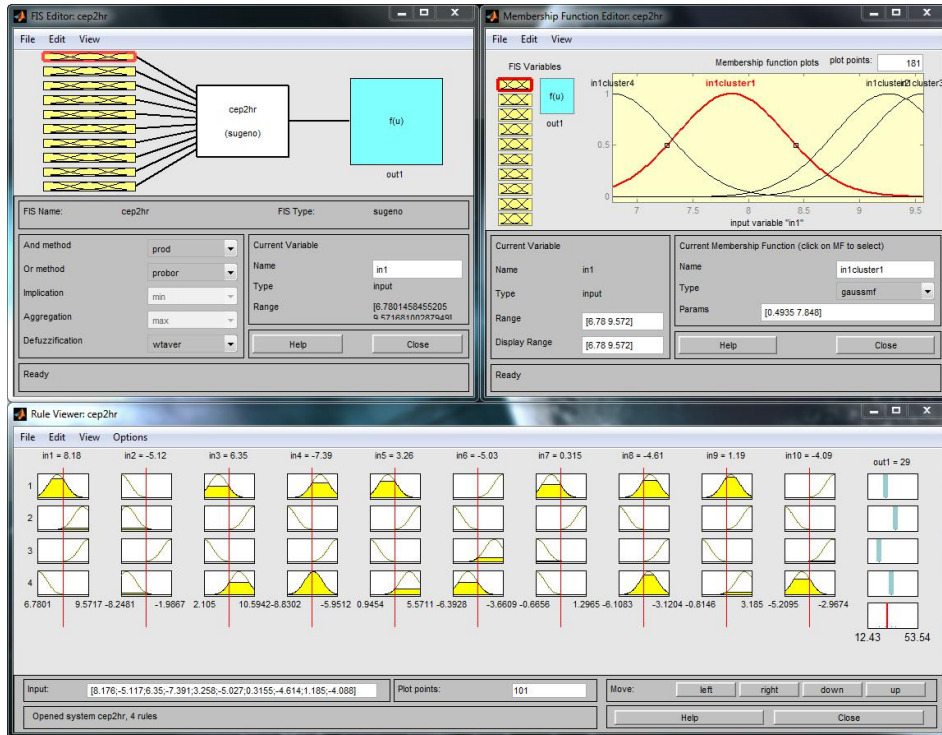 FIS Editor: cep2hr
File Edit View
cep2hr
(sugeno)
f(u)
out1
FIS Name: cep2hr FIS Type: sugeno
And method prod
Or method probor
Implication min
Aggregation max
Defuzzification wtaver
Current Variable
Name in1
Type input
Range [6.7801458455205
9.57168100287949]
Help Close
Ready
Membership Function Editor: cep2hr
File Edit View
FIS Variables
f(u)
out1
Membership function plots plot points: 181
in1cluster4 in1cluster1 in1cluster2 in1cluster3
1
0.5
0
7 7.5 8 8.5 9 9.5
input variable "in1"
Current Variable
Name in1
Type input
Range [6.78 9.572]
Display Range [6.78 9.572]
Current Membership Function (click on MF to select)
Name in1cluster1
Type gaussmf
Params [0.4935 7.848]
Help Close
Ready
Rule Viewer: cep2hr
File Edit View Options
in1 = 8.18 in2 = -5.12 in3 = 6.35 in4 = -7.39 in5 = 3.26 in6 = -5.03 in7 = 0.315 in8 = -4.61 in9 = 1.19 in10 = -4.09 out1 = 29
1
2
3
4
6.7801 9.5717 -8.2481 -1.9867 2.105 10.5942 -8.8302 -5.9512 0.9454 5.5711 -6.3928 -3.6609 -0.6656 1.2965 -6.1083 -3.1204 -0.8146 3.185 -5.2095 -2.9674
12.43 53.54
Input: [8.176;-5.117;6.35;-7.391;3.258;-5.027;0.3155;-4.614;1.185;-4.088] Plot points: 101 Move: left right down up
Opened system cep2hr, 4 rules Help Close